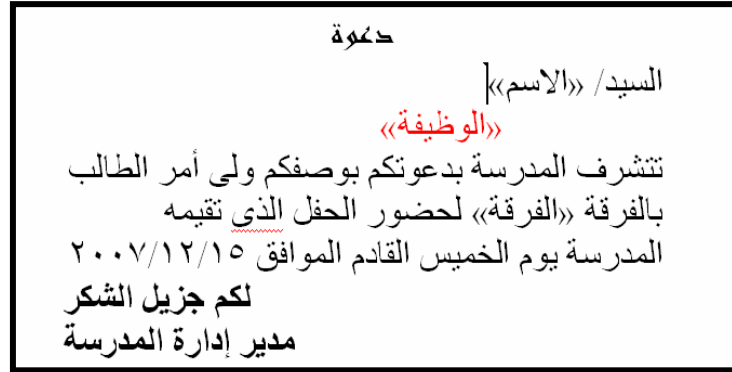 دعوة
السيد/ «الاسم»
«الوظيفة»
تتشرف المدرسة بدعوتكم بوصفكم ولى أمر الطالب
بالفرقة «الفرقة» لحضور الحفل الذى تقيمه
المدرسة يوم الخميس القادم الموافق ٢٠٠٧/١٢/١٥
لكم جزيل الشكر
مدير إدارة المدرسة